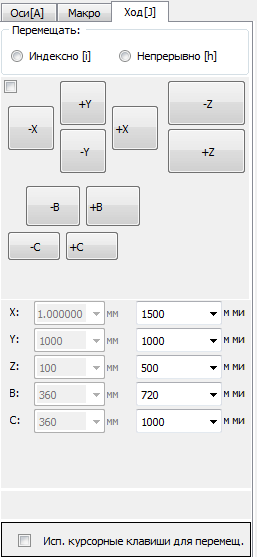 Оси[A] Макро Ход[J]
Перемещать:
Индексно [i] Непрерывно [h]
+Y -Z
-X +X
-Y +Z
-B +B
-C +C
X: 1.000000 мм 1500 м ми
Y: 1000 мм 1000 м ми
Z: 100 мм 500 м ми
B: 360 мм 720 м ми
C: 360 мм 1000 м ми
Исп. курсорные клавиши для перемещ.